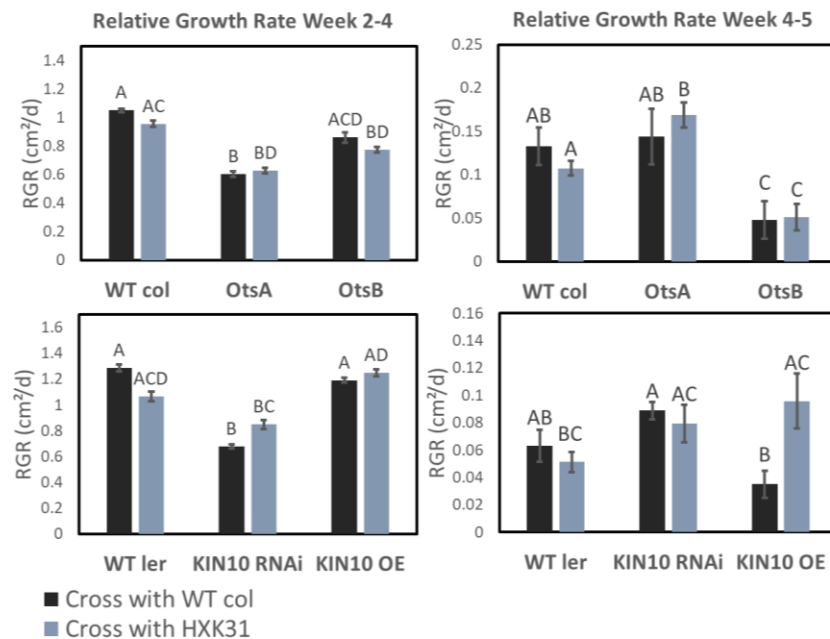 Relative Growth Rate Week 2-4
RGR (cm²/d)
1.4
1.2
1
0.8
0.6
0.4
0.2
0
A
AC
B
BD
ACD
BD
WT col
OtsA
OtsB
Relative Growth Rate Week 4-5
RGR (cm²/d)
0.25
0.2
0.15
0.1
0.05
0
AB
A
AB
B
C
C
WT col
OtsA
OtsB
RGR (cm²/d)
1.6
1.4
1.2
1
0.8
0.6
0.4
0.2
0
A
ACD
B
BC
A
AD
WT ler
KIN10 RNAi
KIN10 OE
RGR (cm²/d)
0.16
0.14
0.12
0.1
0.08
0.06
0.04
0.02
0
AB
BC
A
AC
B
AC
WT ler
KIN10 RNAi
KIN10 OE
Cross with WT col
Cross with HXK31